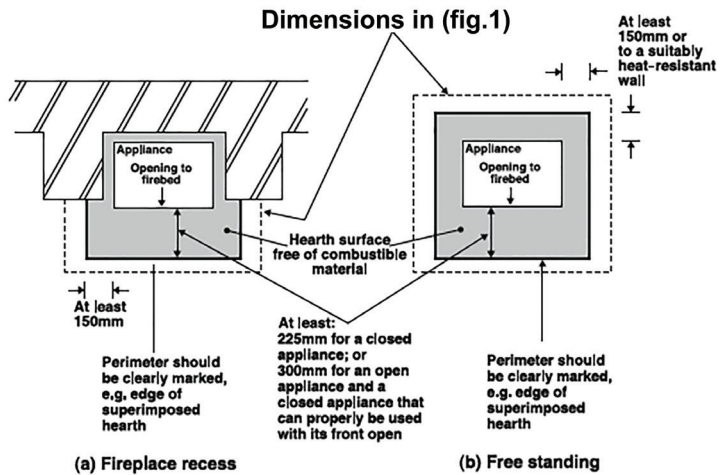 Dimensions in (fig.1)
At least
150mm or
to a suitably
heat-resistant
wall
Appliance
Opening to
firebed
Appliance
Opening to
firebed
Hearth surface
free of combustible
material
At least
150mm
At least:
225mm for a closed
appliance; or
300mm for an open
appliance and a
closed appliance that
can properly be used
with its front open
Perimeter should
be clearly marked,
e.g, edge of
superimposed
hearth
Perimeter should
be clearly marked,
e.g. edge of
superimposed
hearth
(a) Fireplace recess
(b) Free standing